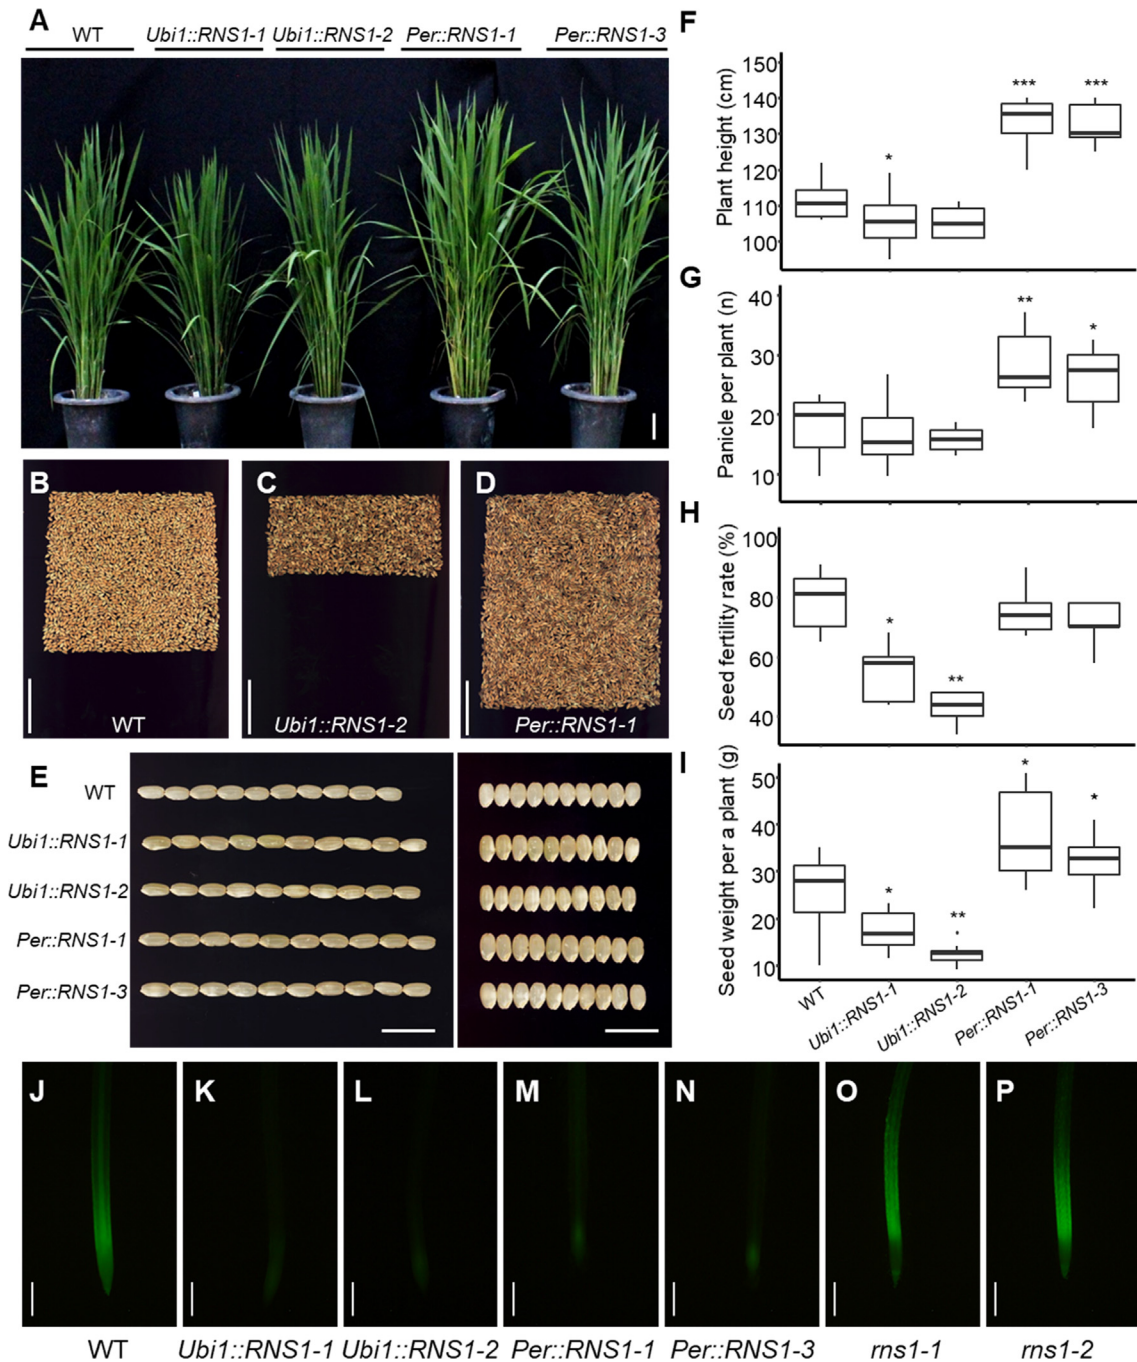 A
WT
Ubi1::RNS1-1
Ubi1::RNS1-2
Per::RNS1-1
Per::RNS1-3
B
WT
C
Ubi1::RNS1-2
D
Per::RNS1-1
E
WT
Ubi1::RNS1-1
Ubi1::RNS1-2
Per::RNS1-1
Per::RNS1-3
F
Plant height (cm)
150
140
130
120
110
100
*
***
***
G
Panicle per plant (n)
40
30
20
10
**
*
H
Seed fertility rate (%)
100
80
60
40
*
**
I
Seed weight per a plant (g)
50
40
30
20
10
*
**
*
*
WT
Ubi1::RNS1-1
Ubi1::RNS1-2
Per::RNS1-1
Per::RNS1-3
J
WT
K
Ubi1::RNS1-1
L
Ubi1::RNS1-2
M
Per::RNS1-1
N
Per::RNS1-3
O
rns1-1
P
rns1-2